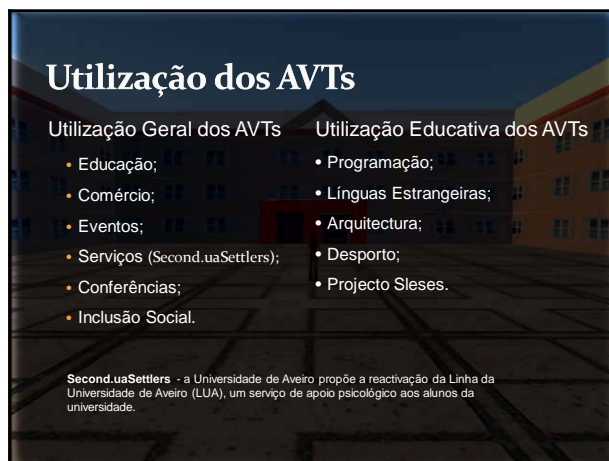 Utilização dos AVTs
Utilização Geral dos AVTs
• Educação;
• Comércio;
• Eventos;
• Serviços (Second.uaSettlers);
• Conferências;
• Inclusão Social.
Utilização Educativa dos AVTs
• Programação;
• Línguas Estrangeiras;
• Arquitectura;
• Desporto;
• Projecto Sleses.
Second.uaSettlers - a Universidade de Aveiro propõe a reactivação da Linha da
Universidade de Aveiro (LUA), um serviço de apoio psicológico aos alunos da
universidade.